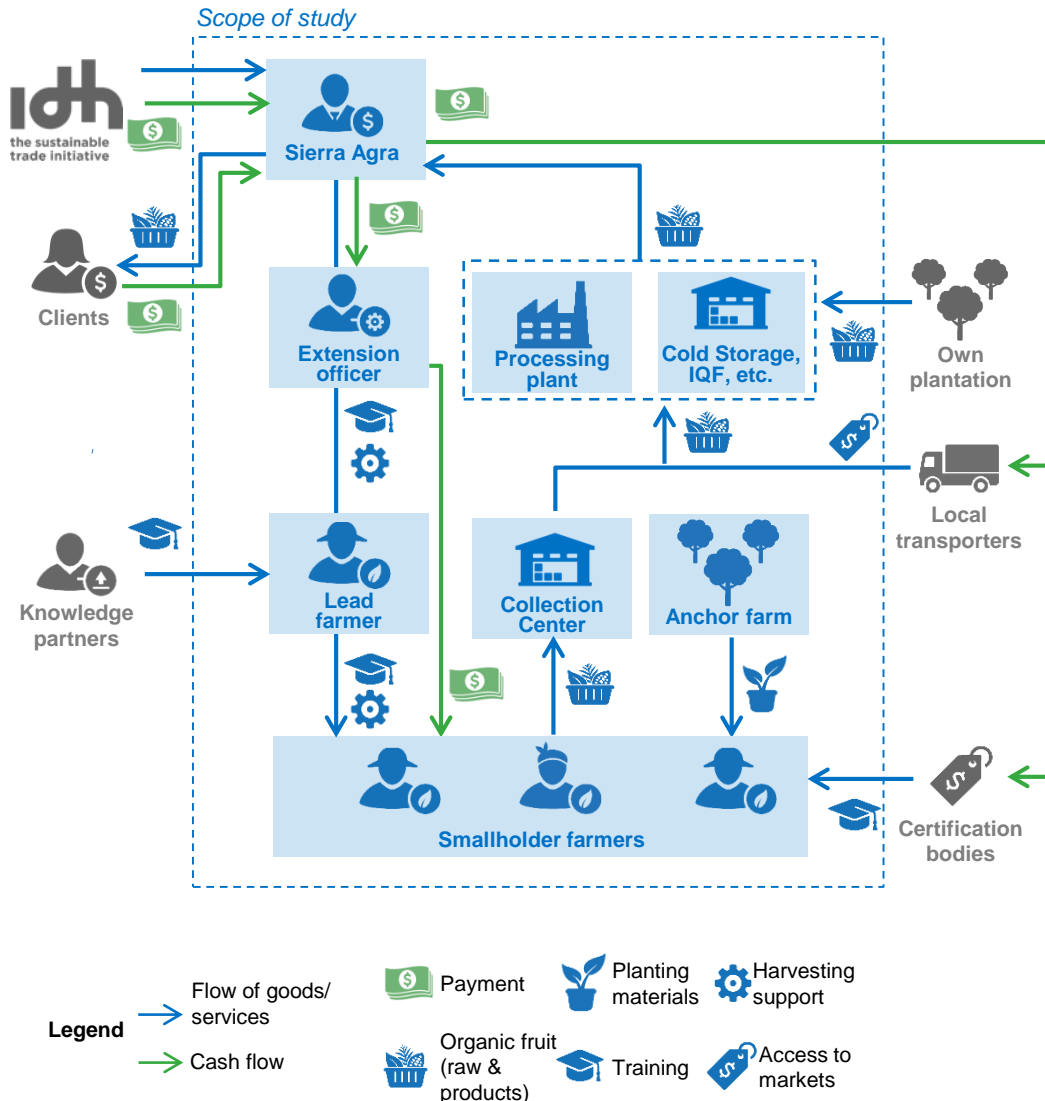 Scope of study
idh
the sustainable
trade initiative
Sierra Agra
Clients
Extension
officer
Processing
plant
Cold Storage,
IQF, etc.
Own
plantation
Local
transporters
Knowledge
partners
Lead
farmer
Collection
Center
Anchor farm
Smallholder farmers
Certification
bodies
Legend
Flow of goods/
services
Cash flow
Payment
Organic fruit
(raw &
products)
Planting
materials
Training
Harvesting
support
Access to
markets